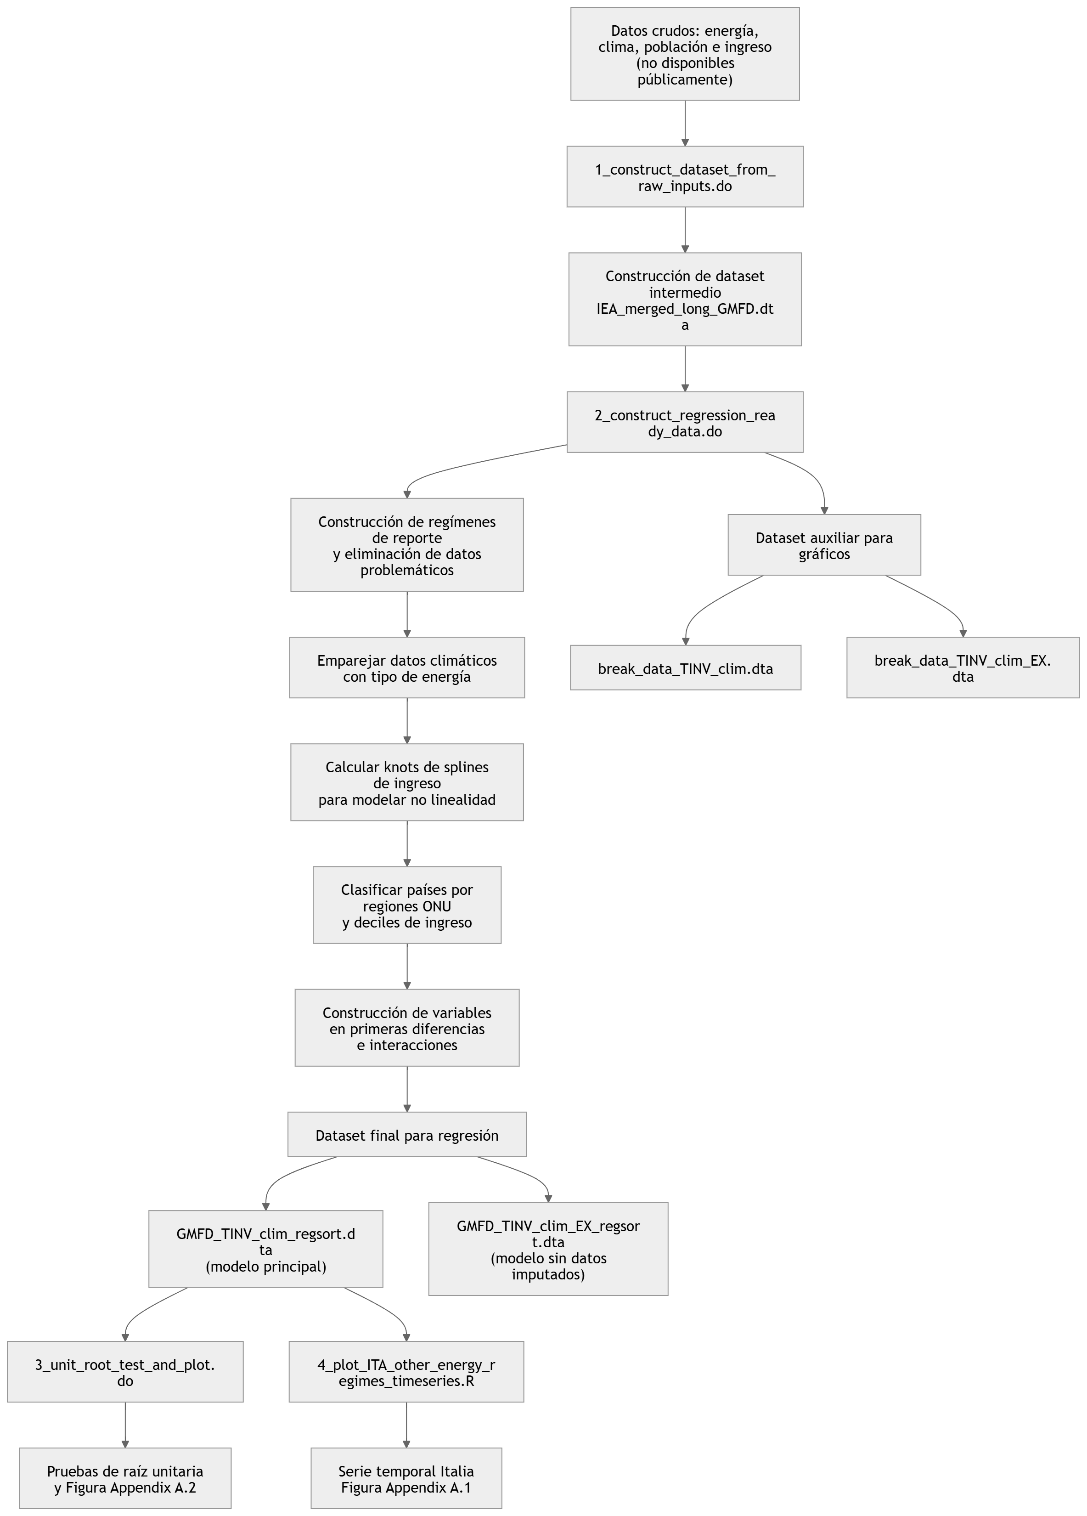 Datos crudos: energía,
clima, población e ingreso
(no disponibles
públicamente)
1_construct_dataset_from_
raw_inputs.do
Construcción de dataset
intermedio
IEA_merged_long_GMFD.dt
a
2_construct_regression_rea
dy_data.do
Construcción de regímenes
de reporte
y eliminación de datos
problemáticos
Dataset auxiliar para
gráficos
Emparejar datos climáticos
con tipo de energía
break_data_TINV_clim.dta
break_data_TINV_clim_EX.
dta
Calcular knots de splines
de ingreso
para modelar no linealidad
Clasificar países por
regiones ONU
y deciles de ingreso
Construcción de variables
en primeras diferencias
e interacciones
Dataset final para regresión
GMFD_TINV_clim_regsort.d
ta
(modelo principal)
GMFD_TINV_clim_EX_regsor
t.dta
(modelo sin datos
imputados)
3_unit_root_test_and_plot.
do
4_plot_ITA_other_energy_r
egimes_timeseries.R
Pruebas de raíz unitaria
y Figura Appendix A.2
Serie temporal Italia
Figura Appendix A.1